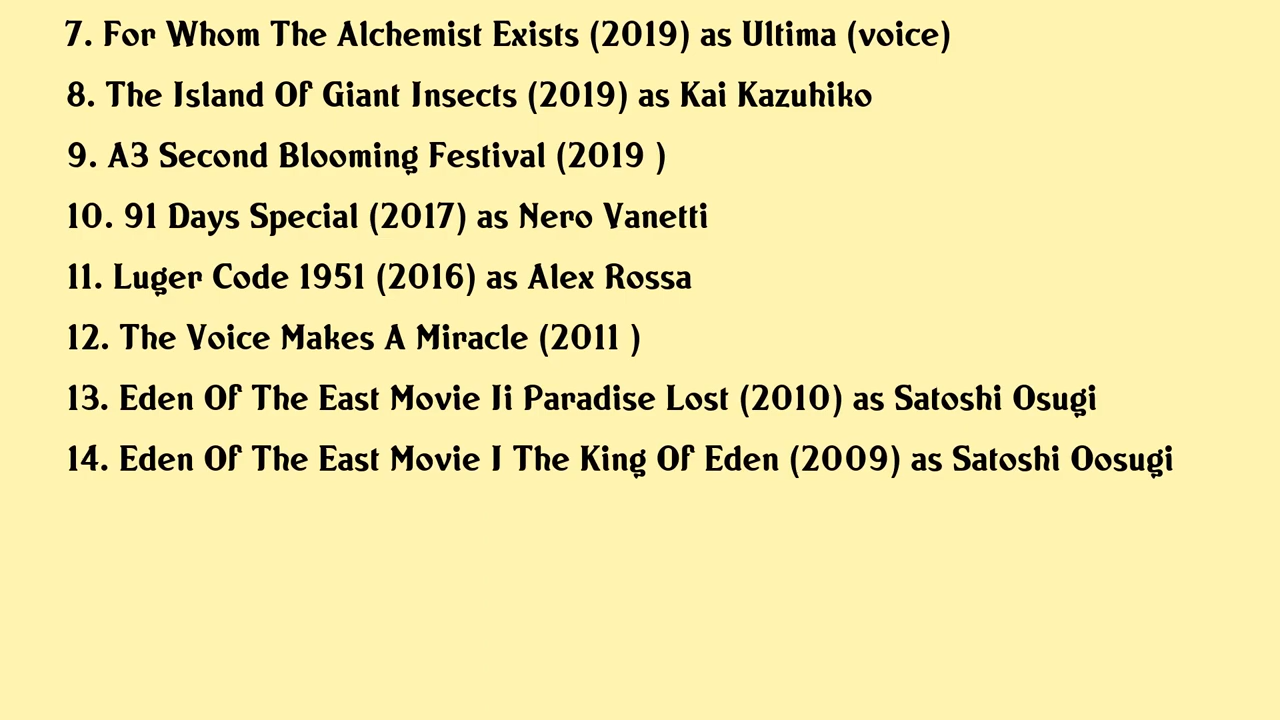 7. For Whom The Alchemist Exists (2019) as Ultima (voice)
8. The Island Of Giant Insects (2019) as Kai Kazuhiko
9. A3 Second Blooming Festival (2019 )
10. 91 Days Special (2017) as Nero Vanetti
11. Luger Code 1951 (2016) as Alex Rossa
12. The Voice Makes A Miracle (2011 )
13. Eden Of The East Movie Ii Paradise Lost (2010) as Satoshi Osugi
14. Eden Of The East Movie I The King Of Eden (2009) as Satoshi Oosugi